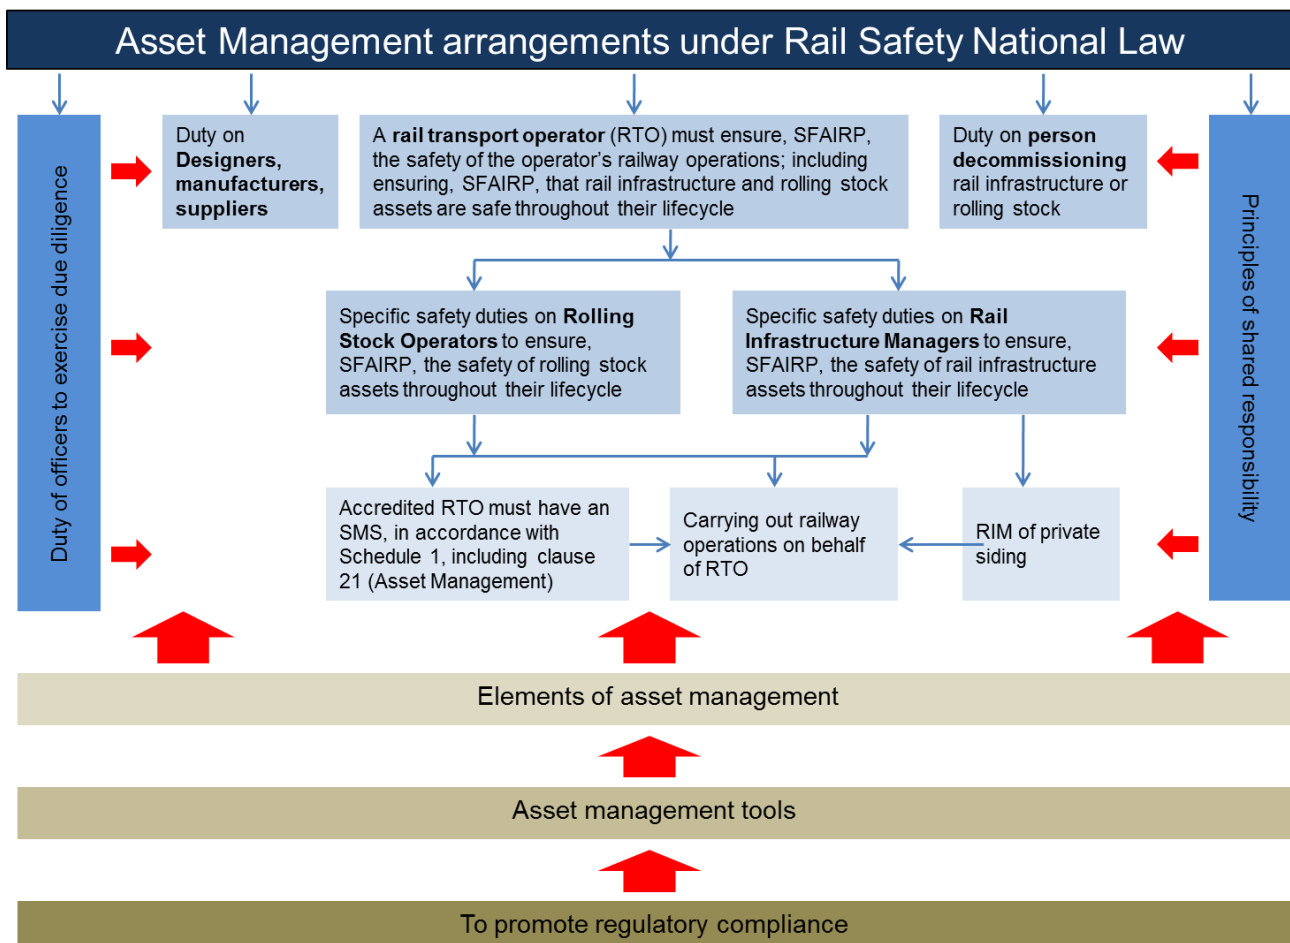 Asset Management arrangements under Rail Safety National Law
Duty of officers to exercise due diligence
Duty on
Designers,
manufacturers,
suppliers
A rail transport operator (RTO) must ensure, SFAIRP,
the safety of the operator's railway operations; including
ensuring, SFAIRP, that rail infrastructure and rolling stock
assets are safe throughout their lifecycle
Duty on person
decommissioning
rail infrastructure or
rolling stock
Principles of shared responsibility
Specific safety duties on Rolling
Stock Operators to ensure,
SFAIRP, the safety of rolling stock
assets throughout their lifecycle
Specific safety duties on Rail
Infrastructure Managers to ensure,
SFAIRP, the safety of rail infrastructure
assets throughout their lifecycle
Accredited RTO must have an
SMS, in accordance with
Schedule 1, including clause
21 (Asset Management)
Carrying out railway
operations on behalf
of RTO
RIM of private
siding
Elements of asset management
Asset management tools
To promote regulatory compliance